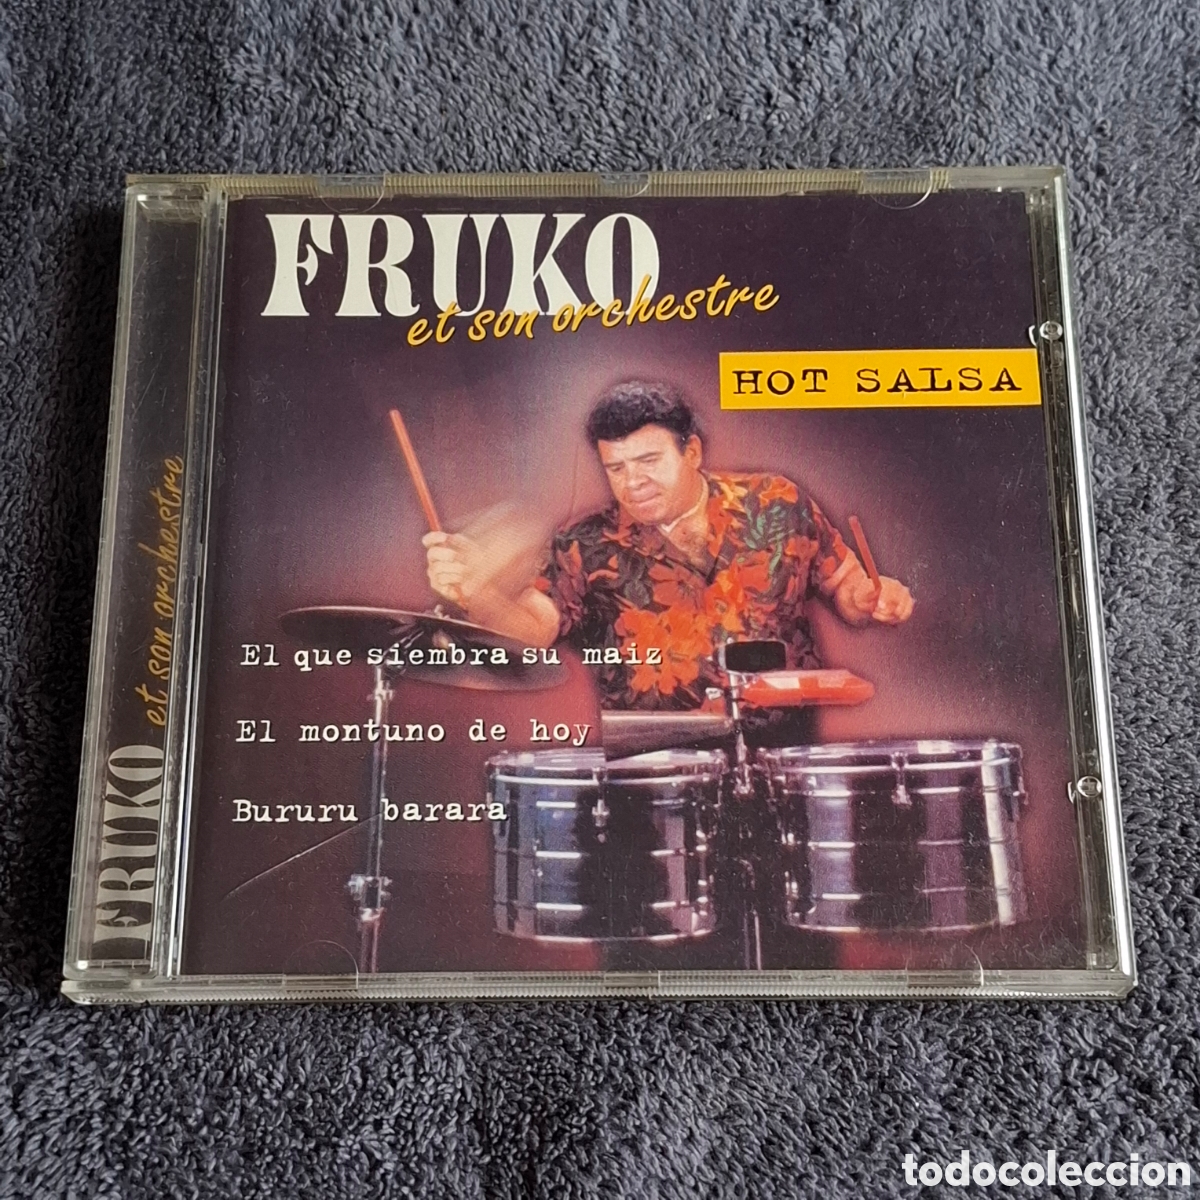 FRUKO
et son orchestre
HOT SALSA
El que siembra su maiz
El montuno de hoy
Bururu barara
FRUKO et son orchestre
todocoleccion